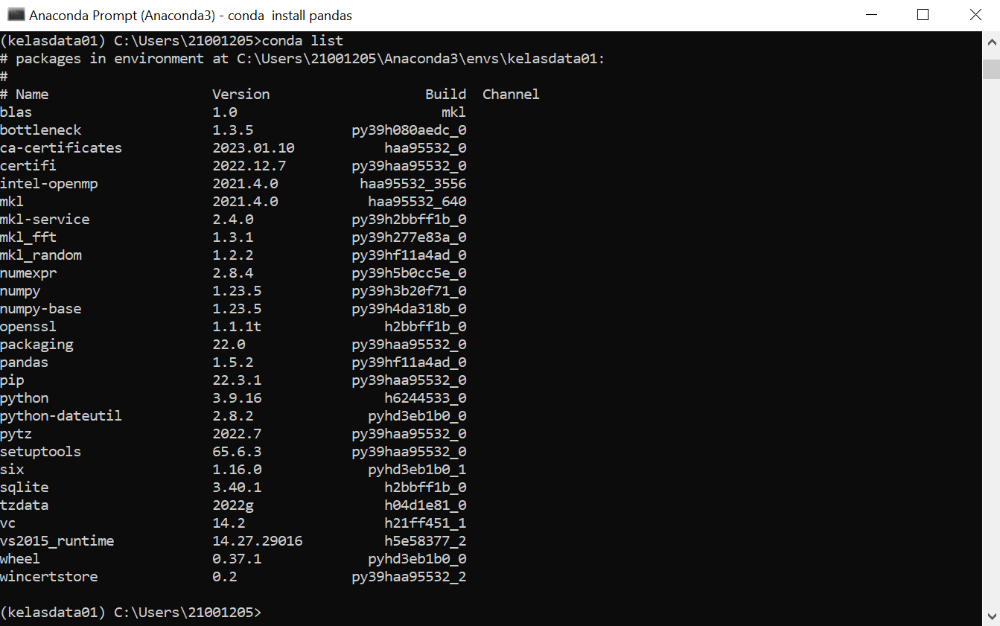 Anaconda Prompt (Anaconda3) - conda  install pandas
(kelasdata01) C:\Users\21001205>conda list
# packages in environment at C:\Users\21001205\Anaconda3\envs\kelasdata01:
#
# Name                    Version                   Build  Channel
blas                      1.0                         mkl
bottleneck                1.3.5            py39h080aedc_0
ca-certificates           2023.01.10           haa95532_0
certifi                   2022.12.7        py39haa95532_0
intel-openmp              2021.4.0          haa95532_3556
mkl                       2021.4.0           haa95532_640
mkl-service               2.4.0            py39h2bbff1b_0
mkl_fft                   1.3.1            py39h277e83a_0
mkl_random                1.2.2            py39hf11a4ad_0
numexpr                   2.8.4            py39h5b0cc5e_0
numpy                     1.23.5           py39h3b20f71_0
numpy-base                1.23.5           py39h4da318b_0
openssl                   1.1.1t               h2bbff1b_0
packaging                 22.0             py39haa95532_0
pandas                    1.5.2            py39hf11a4ad_0
pip                       22.3.1           py39haa95532_0
python                    3.9.16               h6244533_0
python-dateutil           2.8.2              pyhd3eb1b0_0
pytz                      2022.7           py39haa95532_0
setuptools                65.6.3           py39haa95532_0
six                       1.16.0             pyhd3eb1b0_1
sqlite                    3.40.1               h2bbff1b_0
tzdata                    2022g                h04d1e81_0
vc                        14.2                 h21ff451_1
vs2015_runtime            14.27.29016          h5e58377_2
wheel                     0.37.1             pyhd3eb1b0_0
wincertstore              0.2              py39haa95532_2
(kelasdata01) C:\Users\21001205>